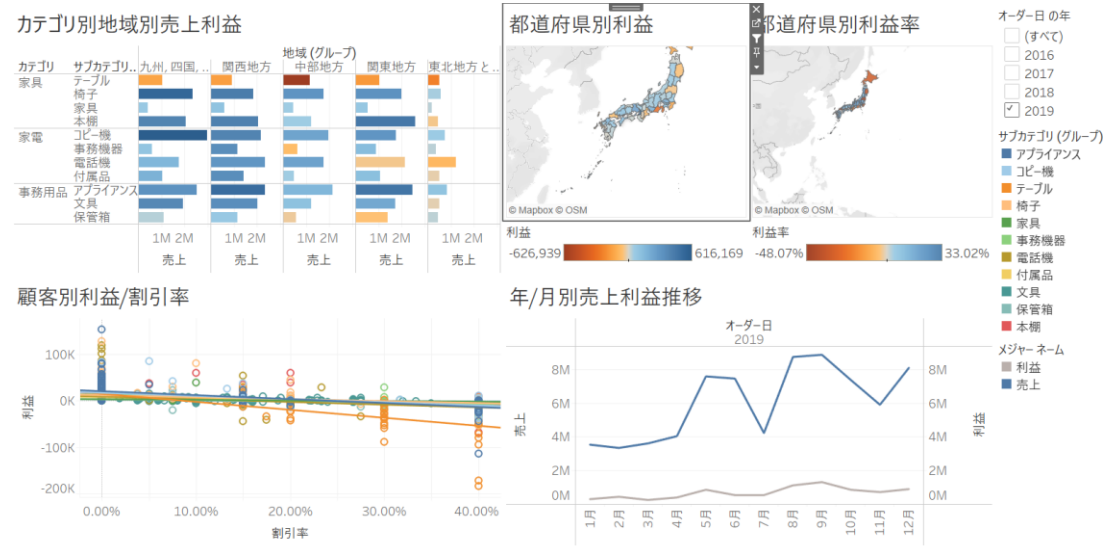 カテゴリ別地域別売上利益
地域 (グループ)
カテゴリ サブカテゴリ.. 九州, 四国, .. 関西地方 中部地方 関東地方 東北地方と..
家具 テーブル
椅子
家具
本棚
家電 コピー機
事務機器
電話機
付属品
事務用品 アプライアンス
文具
保管箱
1M 2M 1M 2M 1M 2M 1M 2M 1M 2M
売上 売上 売上 売上 売上
都道府県別利益
© Mapbox © OSM
利益
-626,939 616,169
都道府県別利益率
© Mapbox © OSM
利益率
-48.07% 33.02%
オーダー日 の年
(すべて)
2016
2017
2018
2019
サブカテゴリ (グループ)
アプライアンス
コピー機
テーブル
椅子
家具
事務機器
電話機
付属品
文具
保管箱
本棚
メジャー ネーム
利益
売上
顧客別利益/割引率
利益
100K
0K
-100K
-200K
0.00% 10.00% 20.00% 30.00% 40.00%
割引率
年/月別売上利益推移
オーダー日
2019
売上
8M 8M
6M 6M
4M 4M
2M 2M
0M 0M
利益
1月 2月 3月 4月 5月 6月 7月 8月 9月 10月 11月 12月